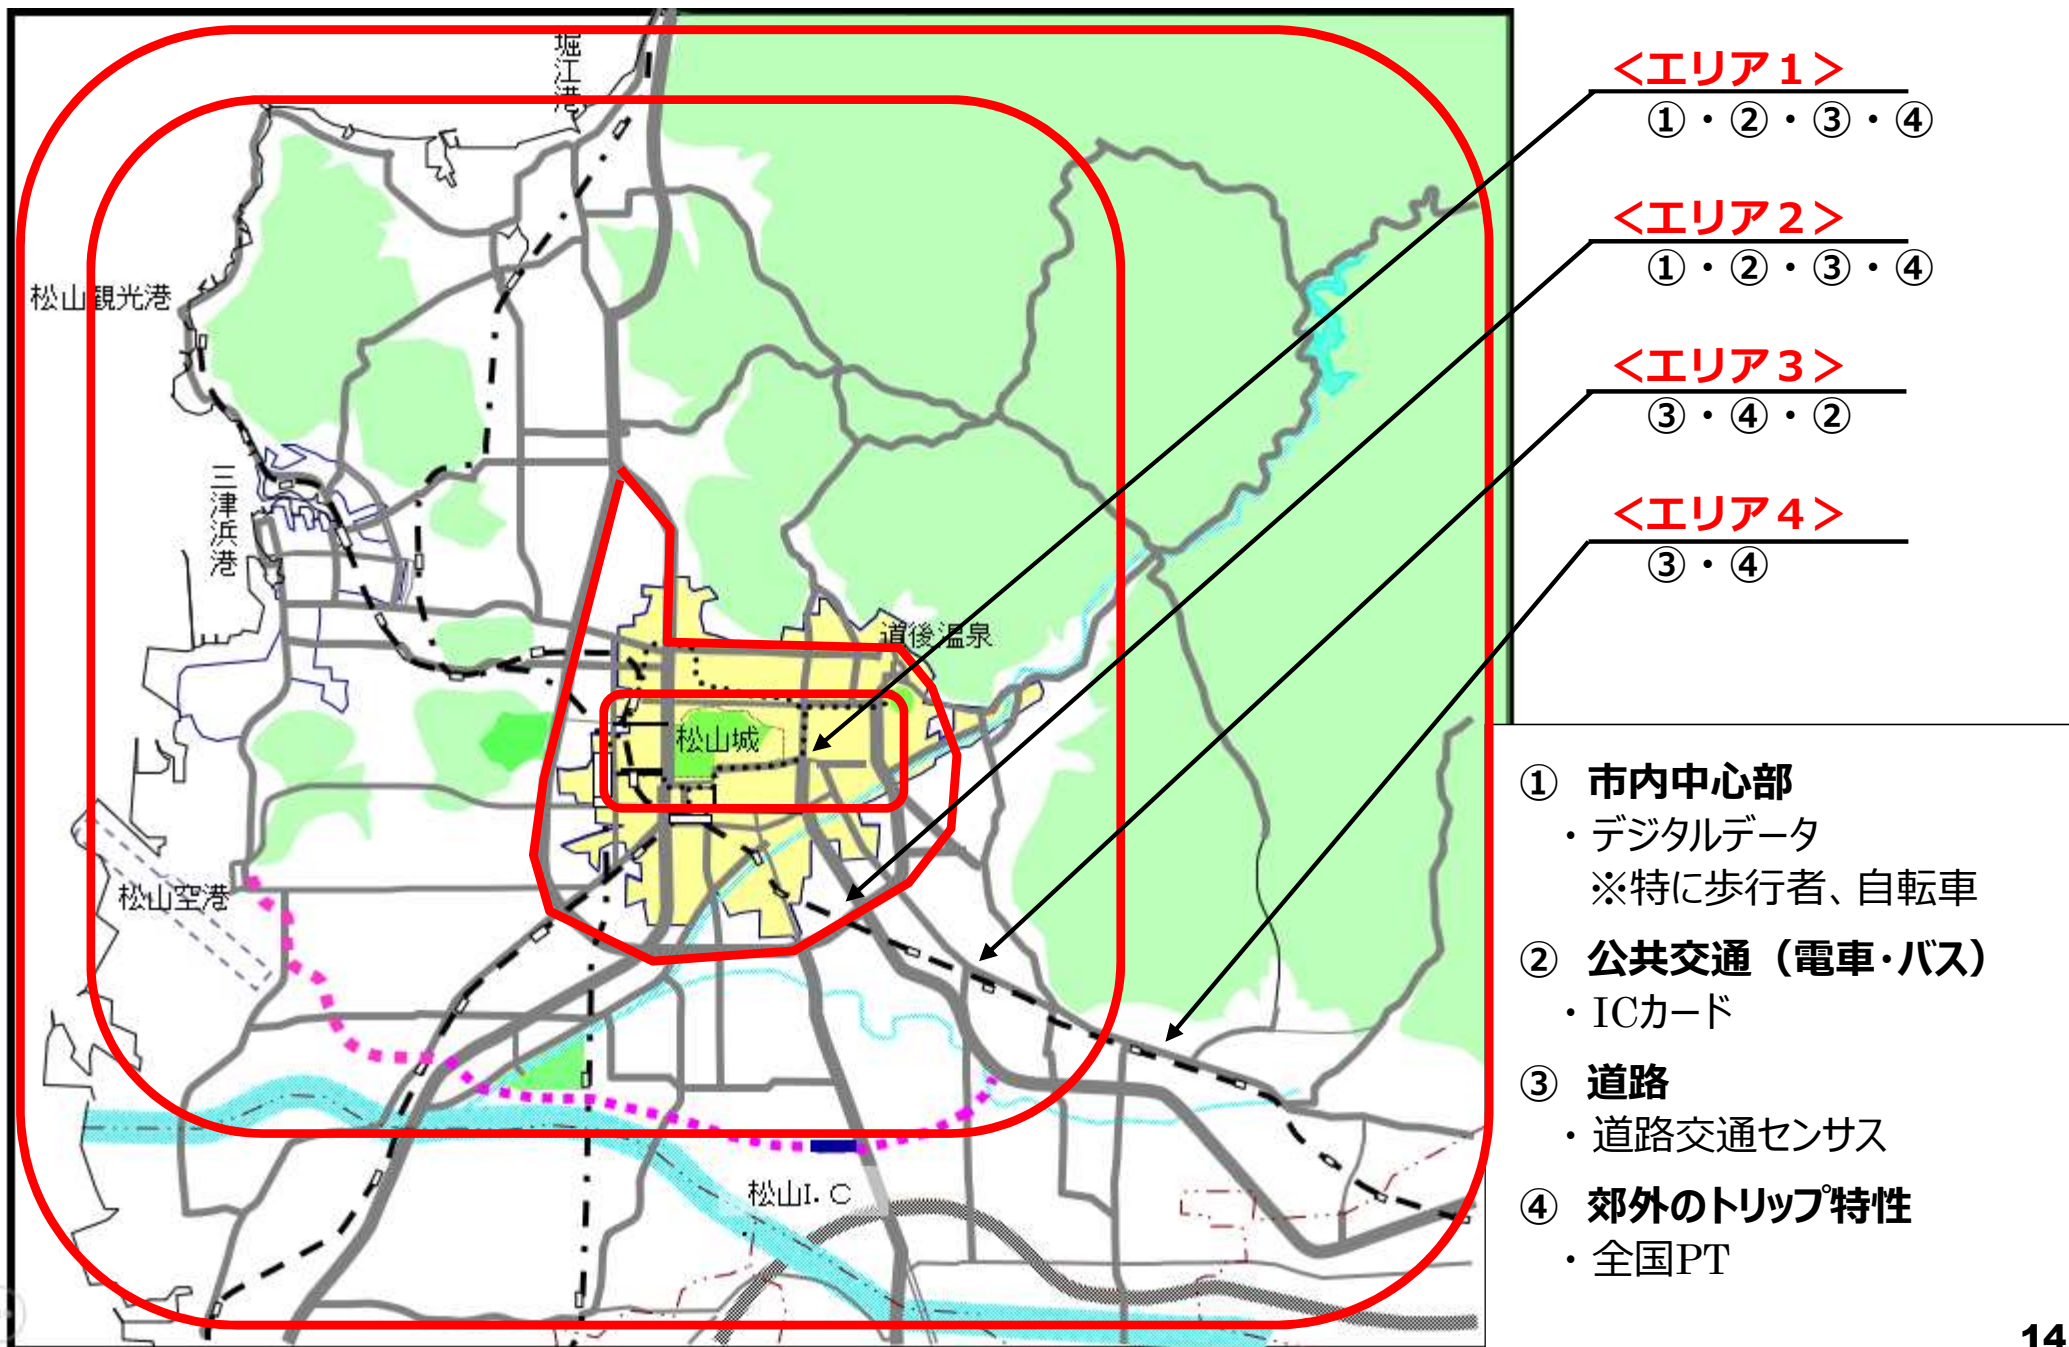 堀江港
松山観光港
三津浜港
道後温泉
松山城
松山空港
松山I.C
<エリア1>
①・②・③・④
<エリア2>
①・②・③・④
<エリア3>
③・④・②
<エリア4>
③・④
① 市内中心部
・デジタルデータ
※特に歩行者、自転車
② 公共交通（電車・バス）
・ICカード
③ 道路
・道路交通センサス
④ 郊外のトリップ特性
・全国PT
14